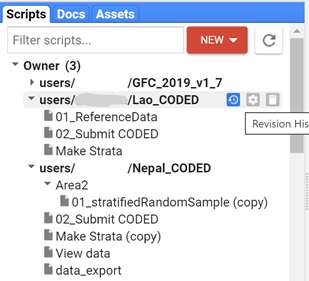 Scripts Docs Assets
Filter scripts... NEW
Owner (3)
users/ /GFC_2019_v1_7
users/ /Lao_CODED
Revision His
01_ReferenceData
02_Submit CODED
Make Strata
users/ /Nepal_CODED
Area2
01_stratifiedRandomSample (copy)
02_Submit CODED
Make Strata (copy)
View data
data_export